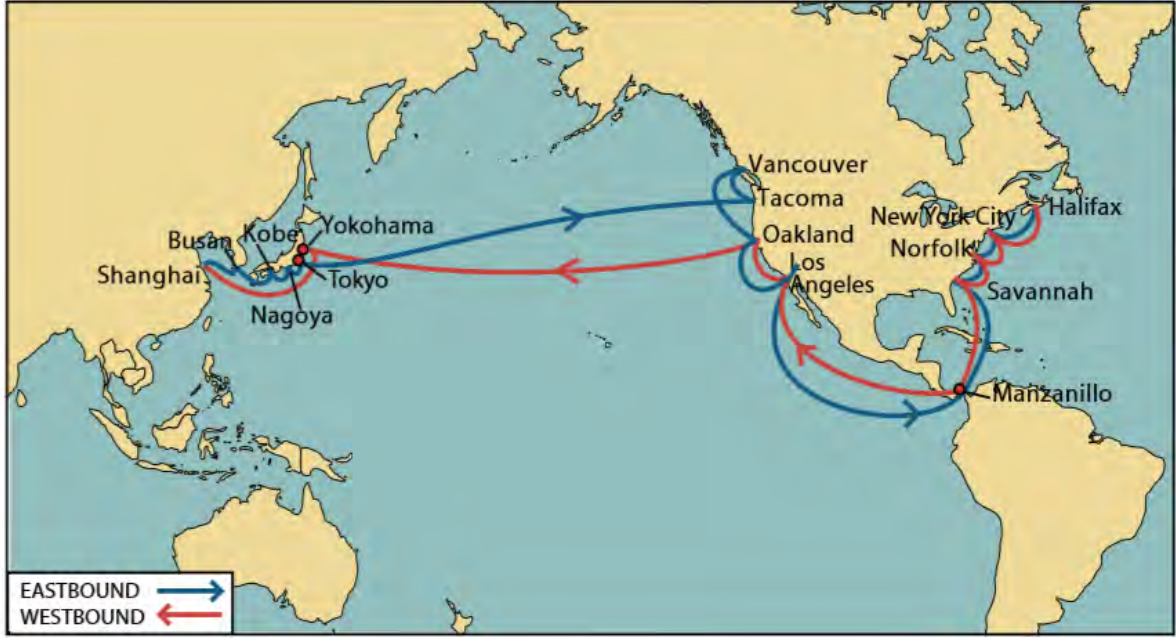 Vancouver
Tacoma
New York City
Halifax
Busan
Kobe
Yokohama
Oakland
Norfolk
Shanghai
Tokyo
Los
Angeles
Savannah
Nagoya
Manzanillo
EASTBOUND
WESTBOUND